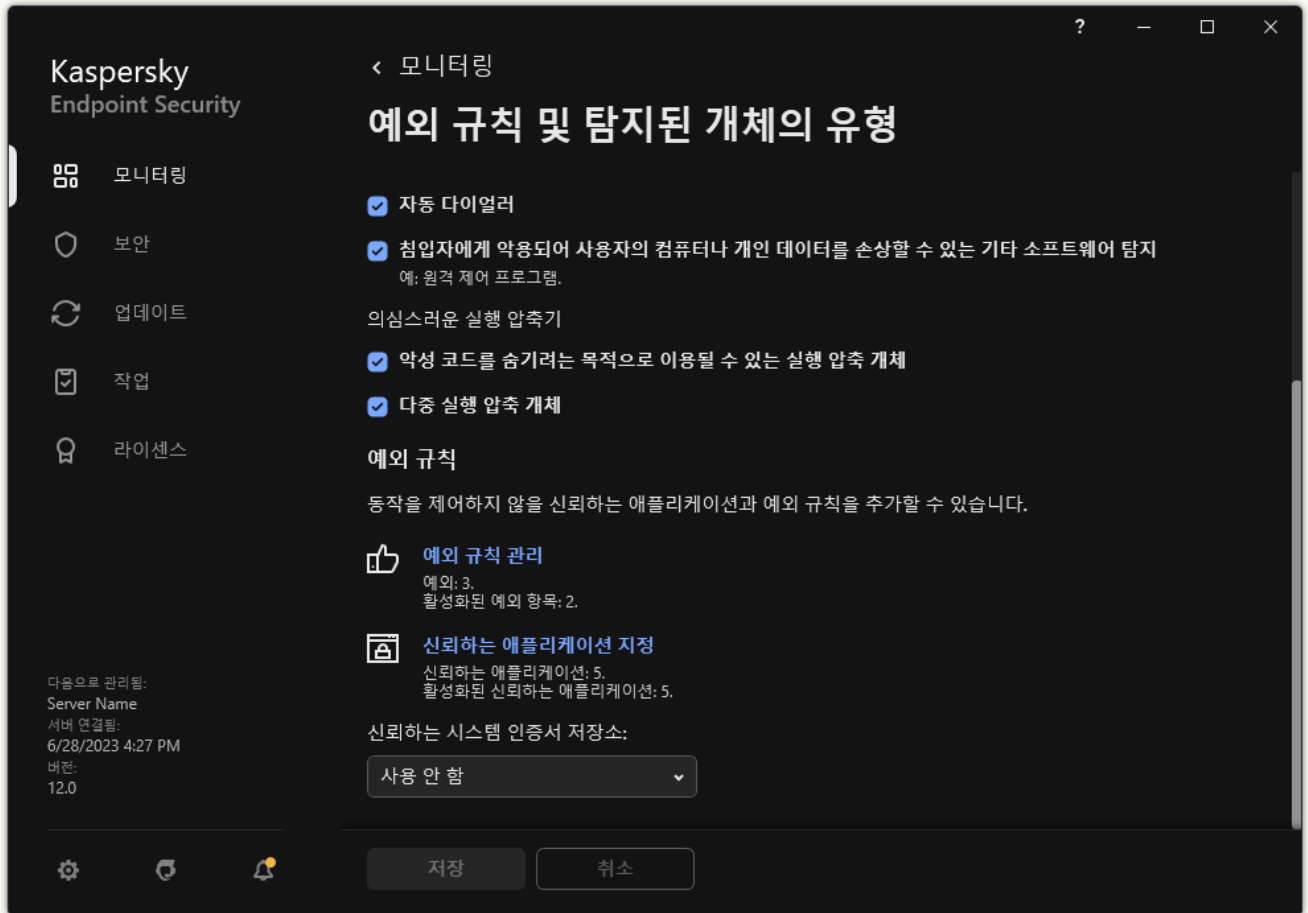 ?
Kaspersky
Endpoint Security
모니터링
보안
업데이트
작업
라이센스
다음으로 관리됨:
Server Name
서버 연결됨:
6/28/2023 4:27 PM
버전:
12.0
모니터링
예외 규칙 및 탐지된 개체의 유형
자동 다이얼러
침입자에게 악용되어 사용자의 컴퓨터나 개인 데이터를 손상할 수 있는 기타 소프트웨어 탐지
예: 원격 제어 프로그램.
의심스러운 실행 압축기
악성 코드를 숨기려는 목적으로 이용될 수 있는 실행 압축 개체
다중 실행 압축 개체
예외 규칙
동작을 제어하지 않을 신뢰하는 애플리케이션과 예외 규칙을 추가할 수 있습니다.
예외 규칙 관리
예외: 3.
활성화된 예외 항목: 2.
신뢰하는 애플리케이션 지정
신뢰하는 애플리케이션: 5.
활성화된 신뢰하는 애플리케이션: 5.
신뢰하는 시스템 인증서 저장소:
사용 안 함
저장
취소